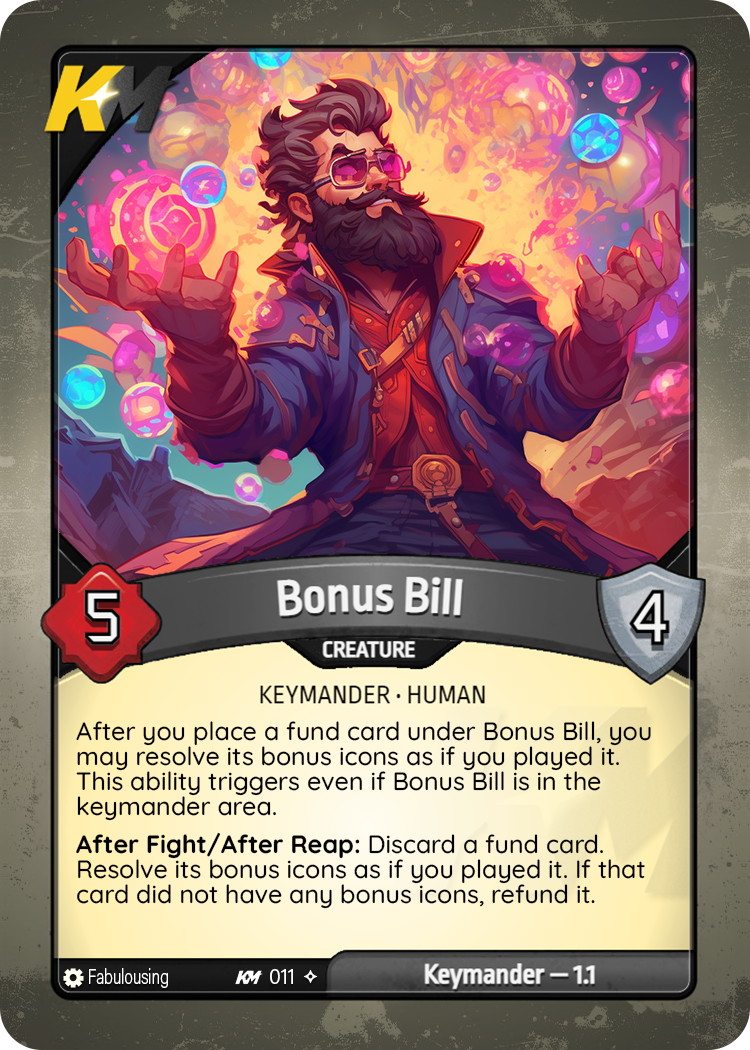 KM
Bonus Bill
5
4
CREATURE
KEYMANDER • HUMAN
After you place a fund card under Bonus Bill, you
may resolve its bonus icons as if you played it.
This ability triggers even if Bonus Bill is in the
keymander area.
After Fight/After Reap: Discard a fund card.
Resolve its bonus icons as if you played it. If that
card did not have any bonus icons, refund it.
Fabulousing
KM 011
Keymander — 1.1